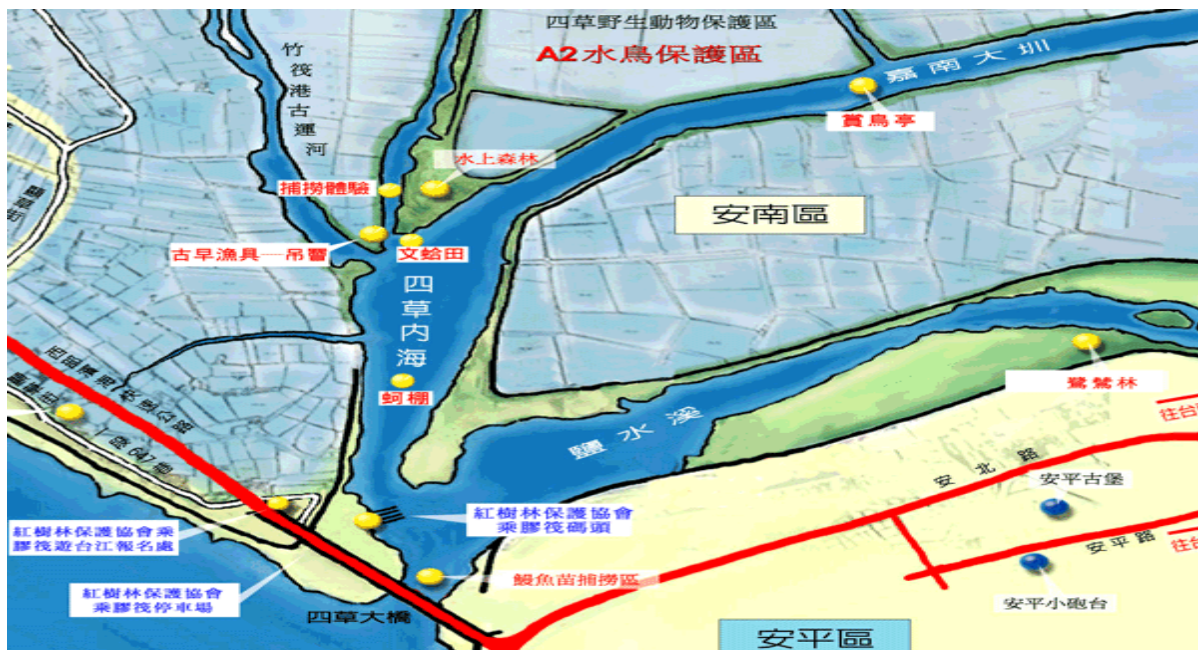 四草野生動物保護區
A2水鳥保護區
竹筏港古運河
嘉南大圳
賞鳥亭
水上森林
捕撈體驗
安南區
古早漁具----吊罾
文蛤田
四草內海
蚵棚
鷺鷥林
鹽水溪
往台
安北路
安平古堡
紅樹林保護協會
乘膠筏碼頭
紅樹林保護協會乘
膠筏遊台江報名處
安平路
往台
鰻魚苗捕撈區
安平小砲台
紅樹林保護協會
乘膠筏停車場
四草大橋
安平區